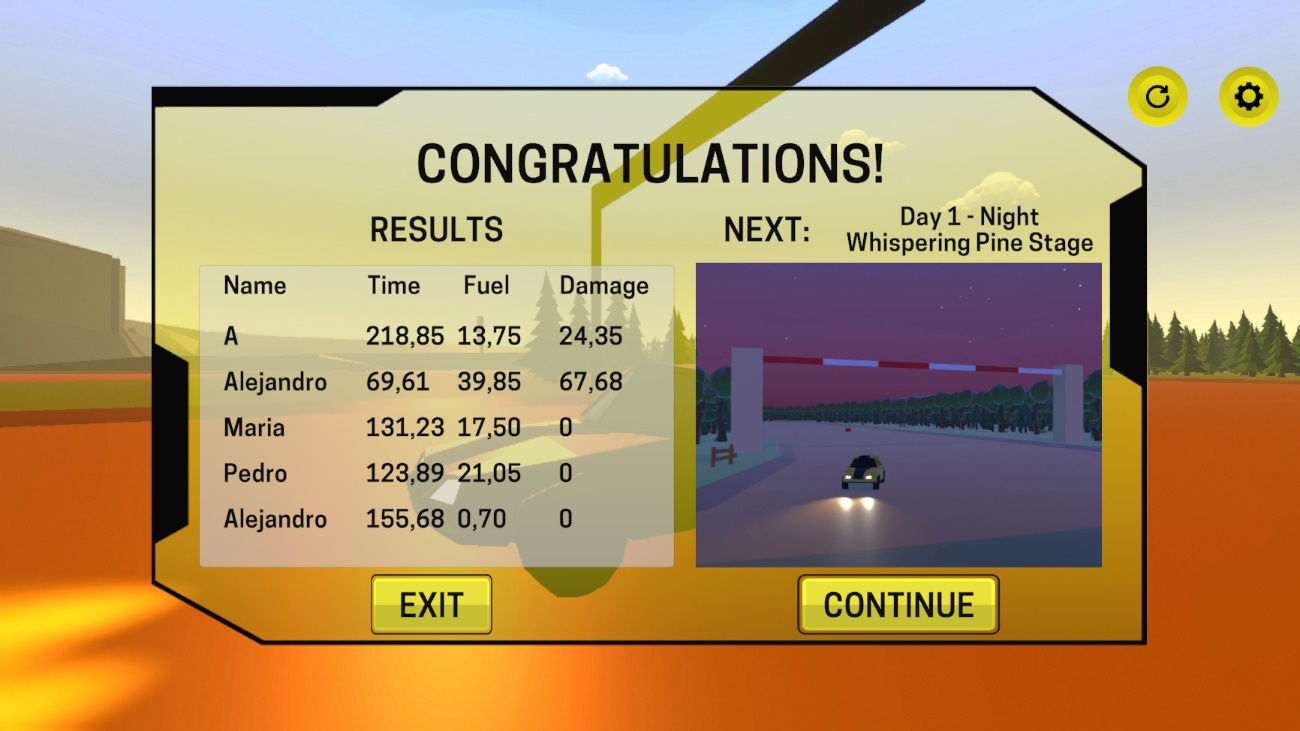 CONGRATULATIONS!
RESULTS
Name Time Fuel Damage
A 218,85 13,75 24,35
Alejandro 69,61 39,85 67,68
Maria 131,23 17,50 0
Pedro 123,89 21,05 0
Alejandro 155,68 0,70 0
EXIT
NEXT:
Day 1 - Night
Whispering Pine Stage
CONTINUE